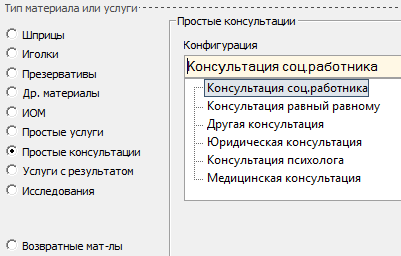 Тип материала или услуги
Шприцы
Иголки
Презервативы
Др. материалы
ИОМ
Простые услуги
Простые консультации
Услуги с результатом
Исследования
Возвратные мат-лы
Простые консультации
Конфигурация
Консультация соц.работника
Консультация соц.работника
Консультация равный равному
Другая консультация
Юридическая консультация
Консультация психолога
Медицинская консультация